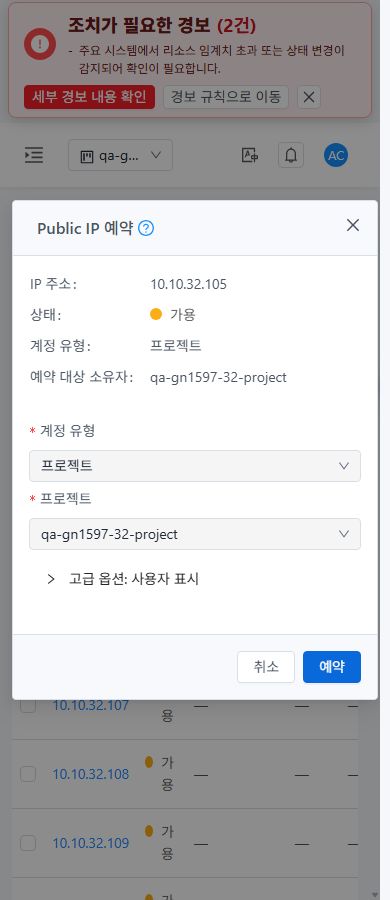 조치가 필요한 경보 (2건)
- 주요 시스템에서 리소스 임계치 초과 또는 상태 변경이
감지되어 확인이 필요합니다.
세부 경보 내용 확인 경보 규칙으로 이동
qa-g... AC
Public IP 예약
IP 주소: 10.10.32.105
상태: 가용
계정 유형: 프로젝트
예약 대상 소유자: qa-gn1597-32-project
* 계정 유형
프로젝트
* 프로젝트
qa-gn1597-32-project
고급 옵션: 사용자 표시
취소 예약
10.10.32.107 용 — —
10.10.32.108 가용 — — —
10.10.32.109 가용 — — —
가